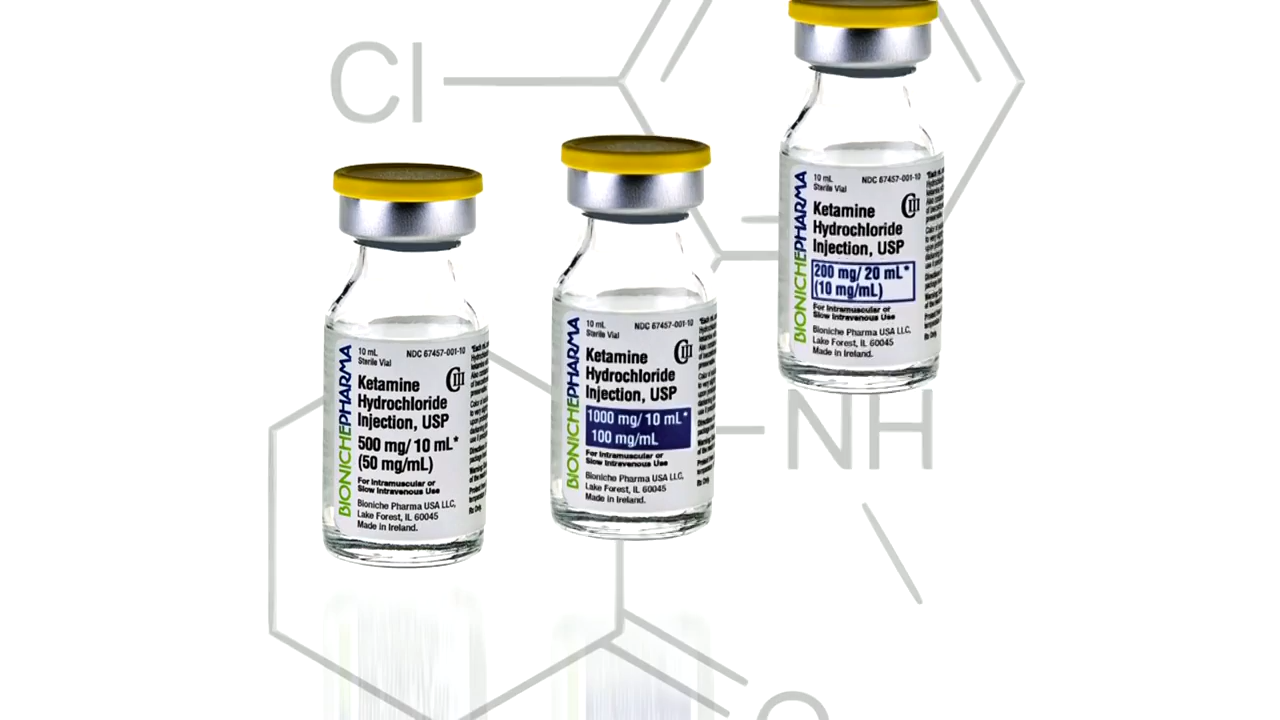 Cl
NH
O
BIONICHEPHARMA
10 mL
Sterile Vial
NDC 67457-001-10
Ketamine
Hydrochloride
Injection, USP
CIII
500 mg/ 10 mL*
(50 mg/mL)
For Intramuscular or
Slow Intravenous Use
Bioniche Pharma USA LLC,
Lake Forest, IL 60045
Made in Ireland.
BIONICHEPHARMA
10 mL
Sterile Vial
NDC 67457-001-10
Ketamine
Hydrochloride
Injection, USP
CIII
1000 mg/ 10 mL*
100 mg/mL
For Intramuscular or
Slow Intravenous Use
Bioniche Pharma USA LLC,
Lake Forest, IL 60045
Made in Ireland.
BIONICHEPHARMA
10 mL
Sterile Vial
NDC 67457-001-10
Ketamine
Hydrochloride
Injection, USP
CIII
200 mg/ 20 mL*
(10 mg/mL)
For Intramuscular or
Slow Intravenous Use
Bioniche Pharma USA LLC,
Lake Forest, IL 60045
Made in Ireland.